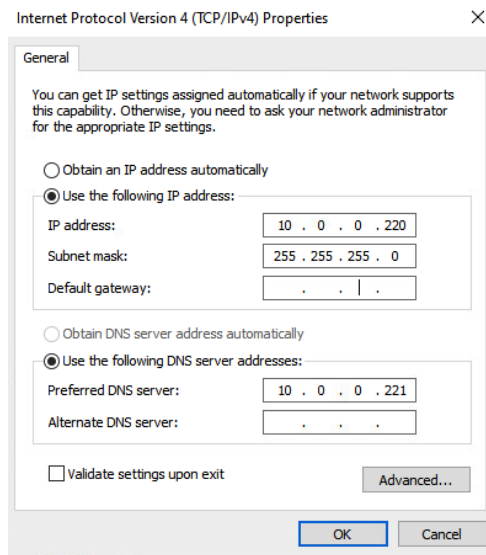 Internet Protocol Version 4 (TCP/IPv4) Properties
General
You can get IP settings assigned automatically if your network supports
this capability. Otherwise, you need to ask your network administrator
for the appropriate IP settings.
Obtain an IP address automatically
Use the following IP address:
IP address: 10 . 0 . 0 . 220
Subnet mask: 255 . 255 . 255 . 0
Default gateway: . . .
Obtain DNS server address automatically
Use the following DNS server addresses:
Preferred DNS server: 10 . 0 . 0 . 221
Alternate DNS server: . . .
Validate settings upon exit
Advanced...
OK Cancel